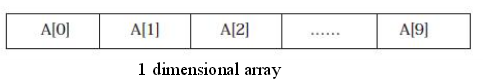 A[0] A[1] A[2] ...... A[9]
1 dimensional array